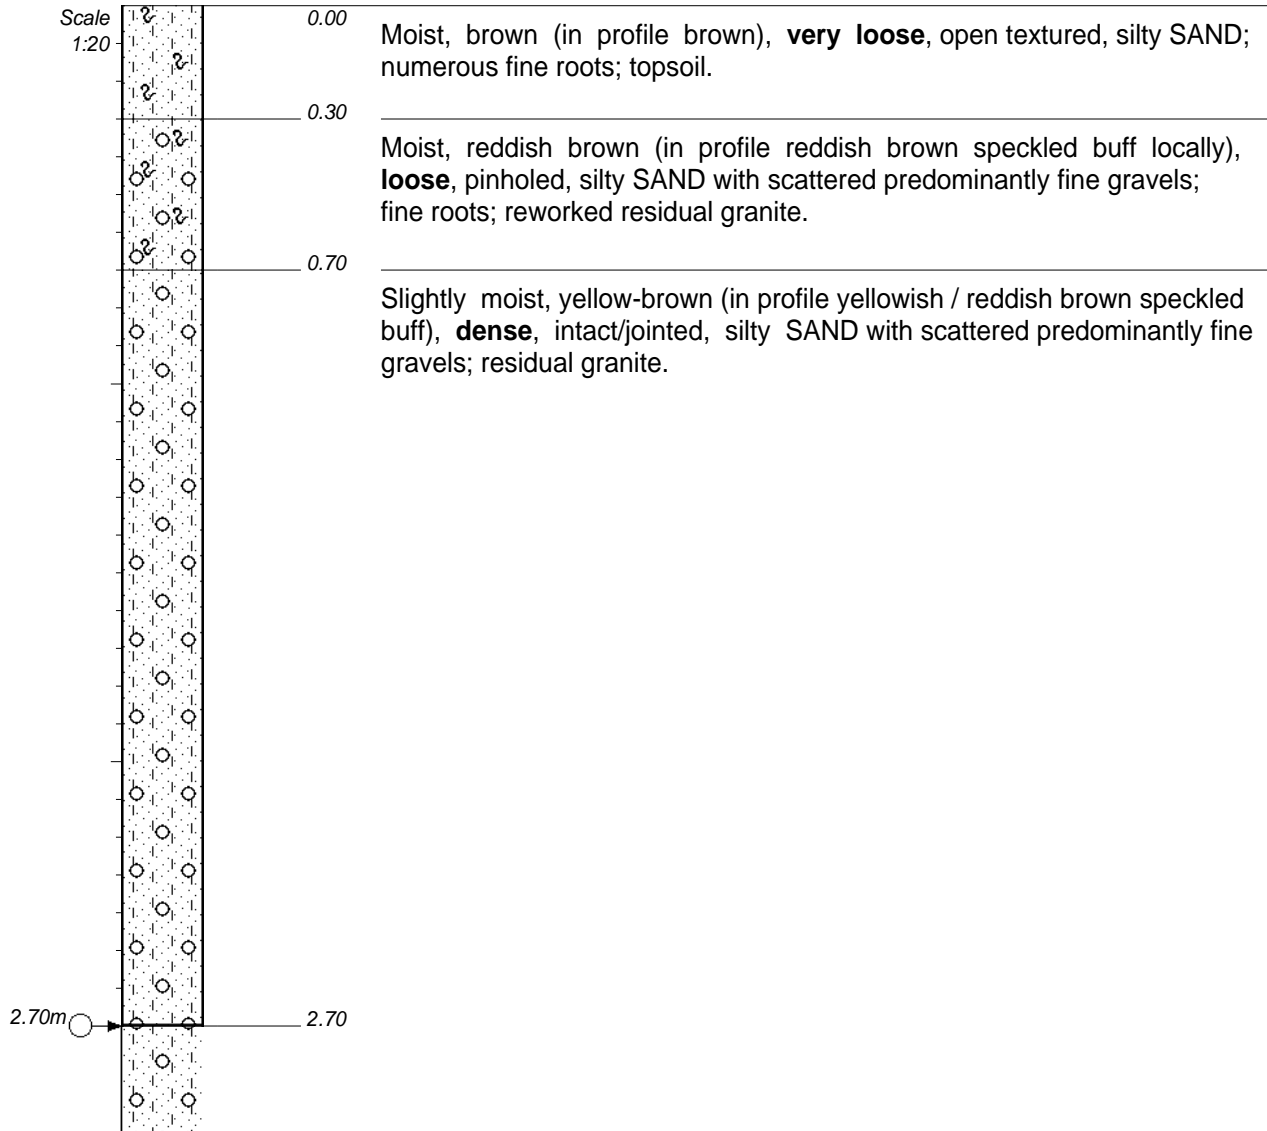 Scale
1:20
0.00
Moist, brown (in profile brown), very loose, open textured, silty SAND;
numerous fine roots; topsoil.
0.30
Moist, reddish brown (in profile reddish brown speckled buff locally),
loose, pinholed, silty SAND with scattered predominantly fine gravels;
fine roots; reworked residual granite.
0.70
Slightly moist, yellow-brown (in profile yellowish / reddish brown speckled
buff), dense, intact/jointed, silty SAND with scattered predominantly fine
gravels; residual granite.
2.70m
2.70